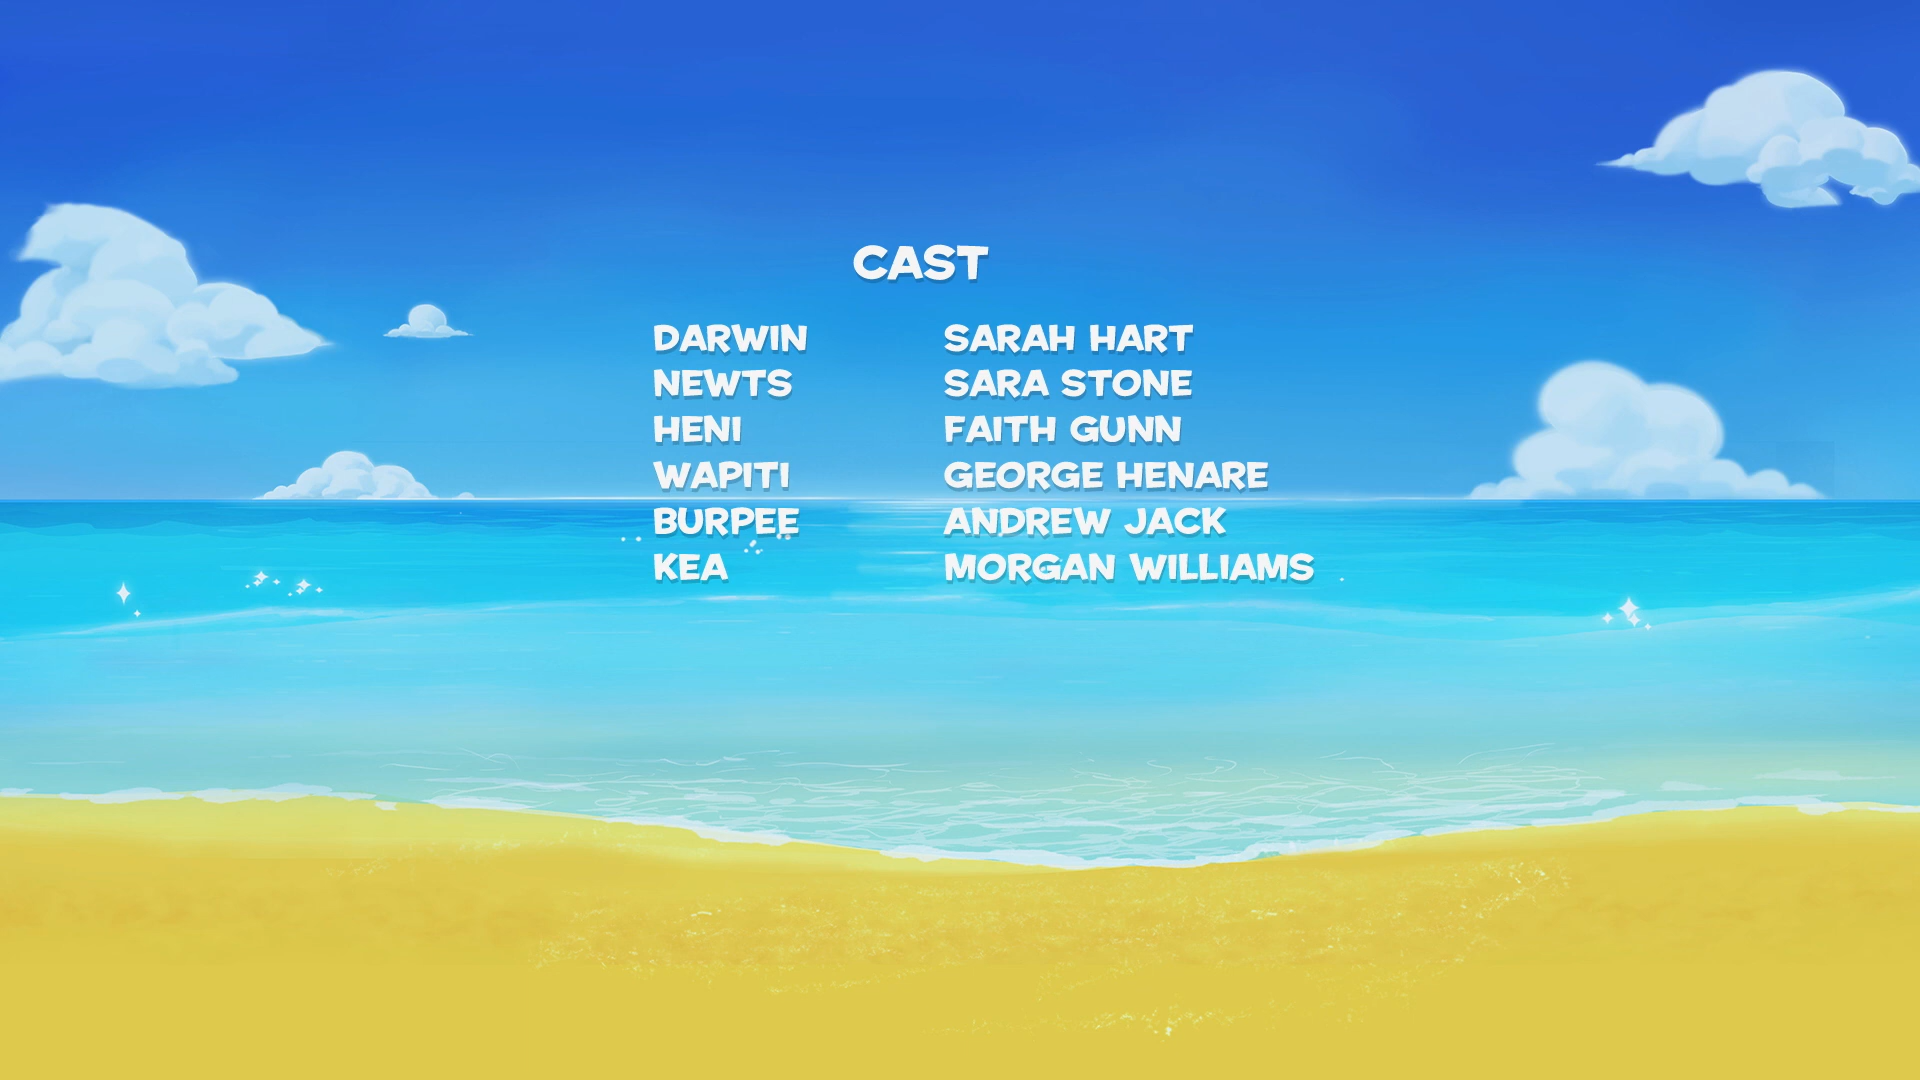 CAST
DARWIN SARAH HART
NEWTS SARA STONE
HENI FAITH GUNN
WAPITI GEORGE HENARE
BURPEE ANDREW JACK
KEA MORGAN WILLIAMS